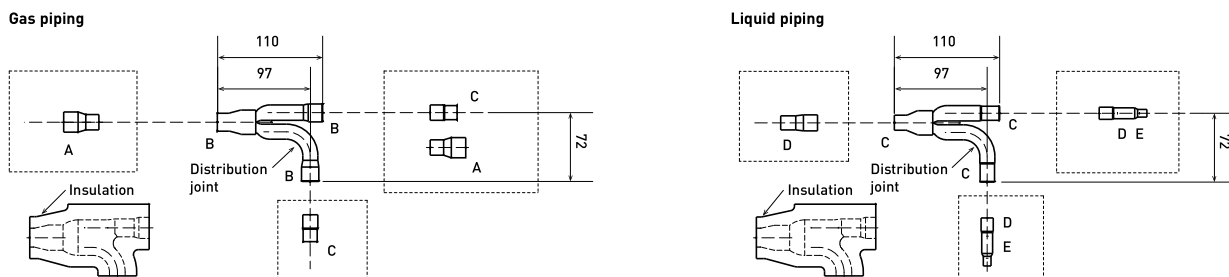 Gas piping
110
97
A
B
B
C
A
72
Distribution
joint
B
Insulation
C
Liquid piping
110
97
D
C
C
D E
72
Distribution
joint
C
Insulation
D
E